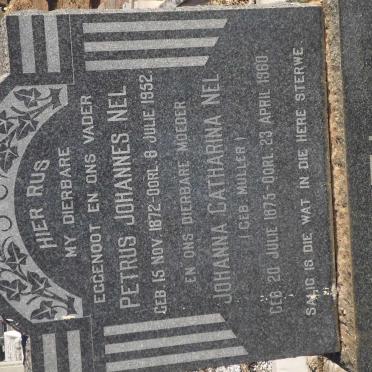 HIER RUS
MY DIERBARE
EGGENOOT EN ONS VADER
PETRUS JOHANNES NEL
GEB. 15 NOV. 1872-OORL. 8 JULIE 1952.
EN ONS DIERBARE MOEDER
JOHANNA CATHARINA NEL
(GEB. MULLER)
GEB. 20 JULIE 1875-OORL. 23 APRIL 1960
SALIG IS DIE WAT IN DIE HERE STERWE.